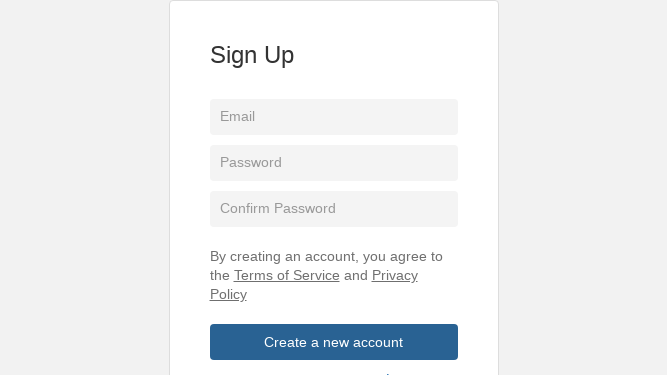 Sign Up
Email
Password
Confirm Password
By creating an account, you agree to
the Terms of Service and Privacy
Policy
Create a new account